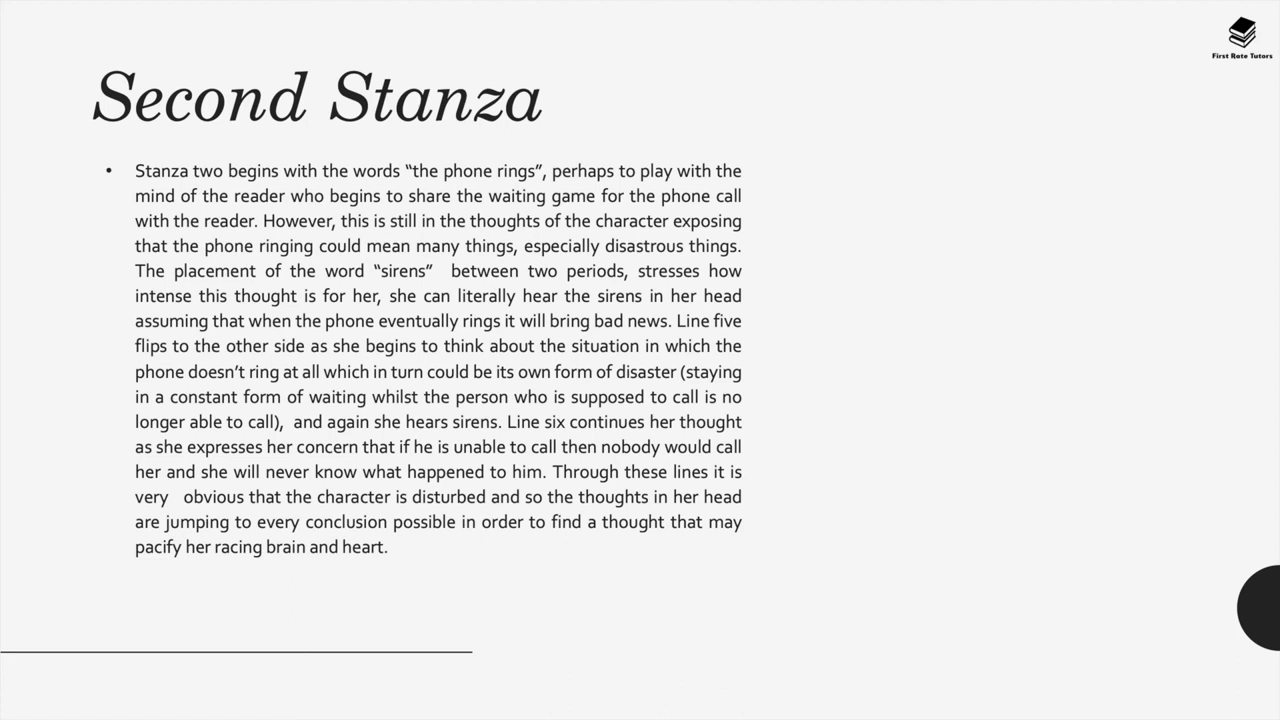 First Rate Tutors
Second Stanza
• Stanza two begins with the words “the phone rings”, perhaps to play with the
mind of the reader who begins to share the waiting game for the phone call
with the reader. However, this is still in the thoughts of the character exposing
that the phone ringing could mean many things, especially disastrous things.
The placement of the word “sirens”  between two periods, stresses how
intense this thought is for her, she can literally hear the sirens in her head
assuming that when the phone eventually rings it will bring bad news. Line five
flips to the other side as she begins to think about the situation in which the
phone doesn’t ring at all which in turn could be its own form of disaster (staying
in a constant form of waiting whilst the person who is supposed to call is no
longer able to call),  and again she hears sirens. Line six continues her thought
as she expresses her concern that if he is unable to call then nobody would call
her and she will never know what happened to him. Through these lines it is
very  obvious that the character is disturbed and so the thoughts in her head
are jumping to every conclusion possible in order to find a thought that may
pacify her racing brain and heart.